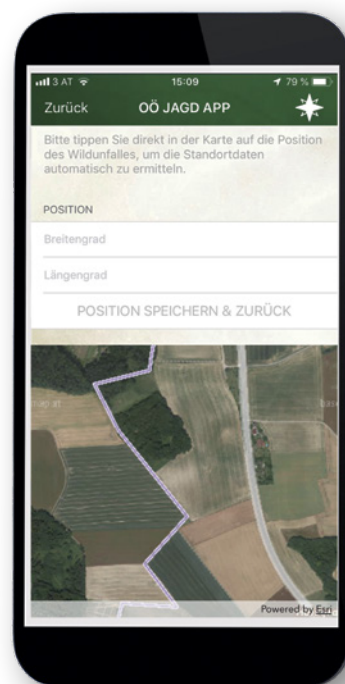 3 AT 15:09 79 %
Zurück OÖ JAGD APP
Bitte tippen Sie direkt in der Karte auf die Position
des Wildunfalles, um die Standortdaten
automatisch zu ermitteln.
POSITION
Breitengrad
Längengrad
POSITION SPEICHERN & ZURÜCK
Powered by Esri